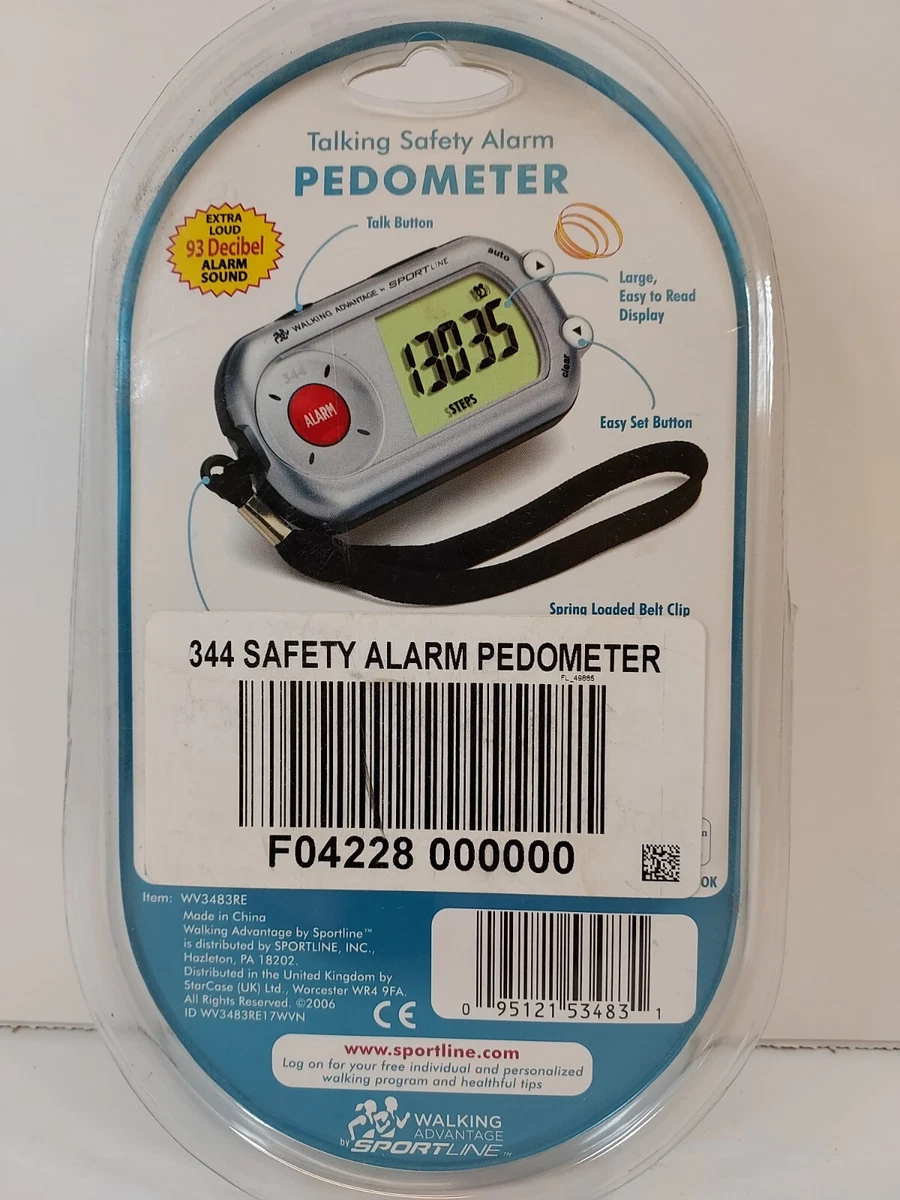 Talking Safety Alarm
PEDOMETER
EXTRA
LOUD
93 Decibel
ALARM
SOUND
Talk Button
auto
WALKING ADVANTAGE by SPORTLINE
Large,
Easy to Read
Display
13035
STEPS
clear
344
ALARM
Easy Set Button
Spring Loaded Belt Clip
344 SAFETY ALARM PEDOMETER
FL_49885
F04228 000000
OK
Item: WV3483RE
Made in China
Walking Advantage by Sportline™
is distributed by SPORTLINE, INC.,
Hazleton, PA 18202.
Distributed in the United Kingdom by
StarCase (UK) Ltd., Worcester WR4 9FA.
All Rights Reserved. ©2006
ID WV3483RE17WVN
CE
0 95121 53483 1
www.sportline.com
Log on for your free individual and personalized
walking program and healthful tips
WALKING
ADVANTAGE
by SPORTLINE™